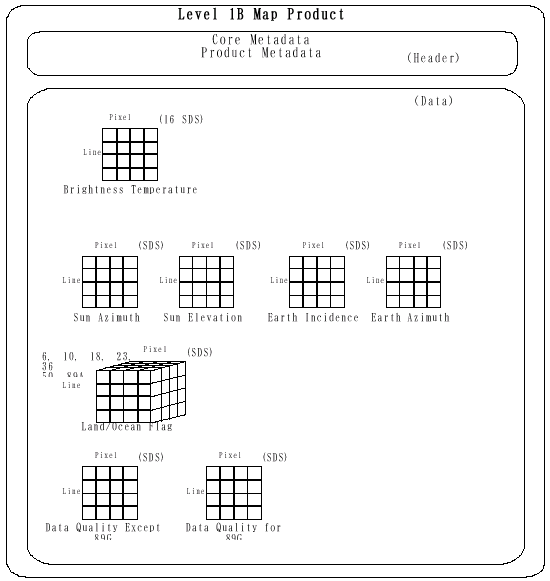 Level 1B Map Product
Core Metadata
Product Metadata
(Header)
(Data)
Pixel (16 SDS)
Line
Brightness Temperature
Pixel (SDS) Pixel (SDS) Pixel (SDS) Pixel (SDS)
Line Line Line Line
Sun Azimuth Sun Elevation Earth Incidence Earth Azimuth
Pixel (SDS)
6, 10, 18, 23,
36
50 89A
Line
Land/Ocean Flag
Pixel (SDS) Pixel (SDS)
Line Line
Data Quality Except Data Quality for
89G 89G